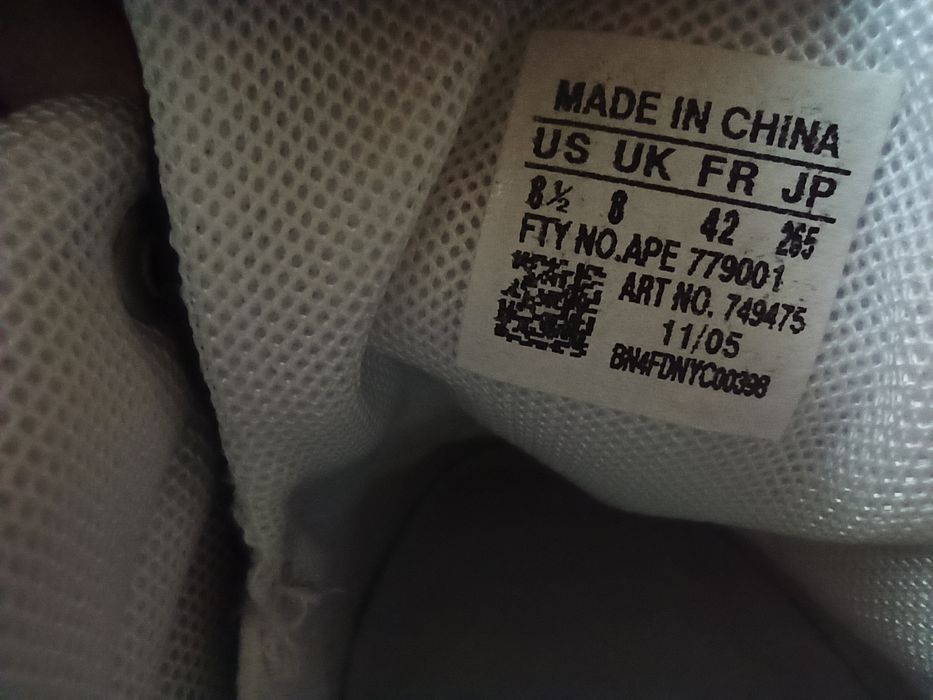 MADE IN CHINA
US UK FR JP
8½ 8 42 265
FTY NO.APE 779001
ART NO. 749475
11/05
BN4FDNYC00398